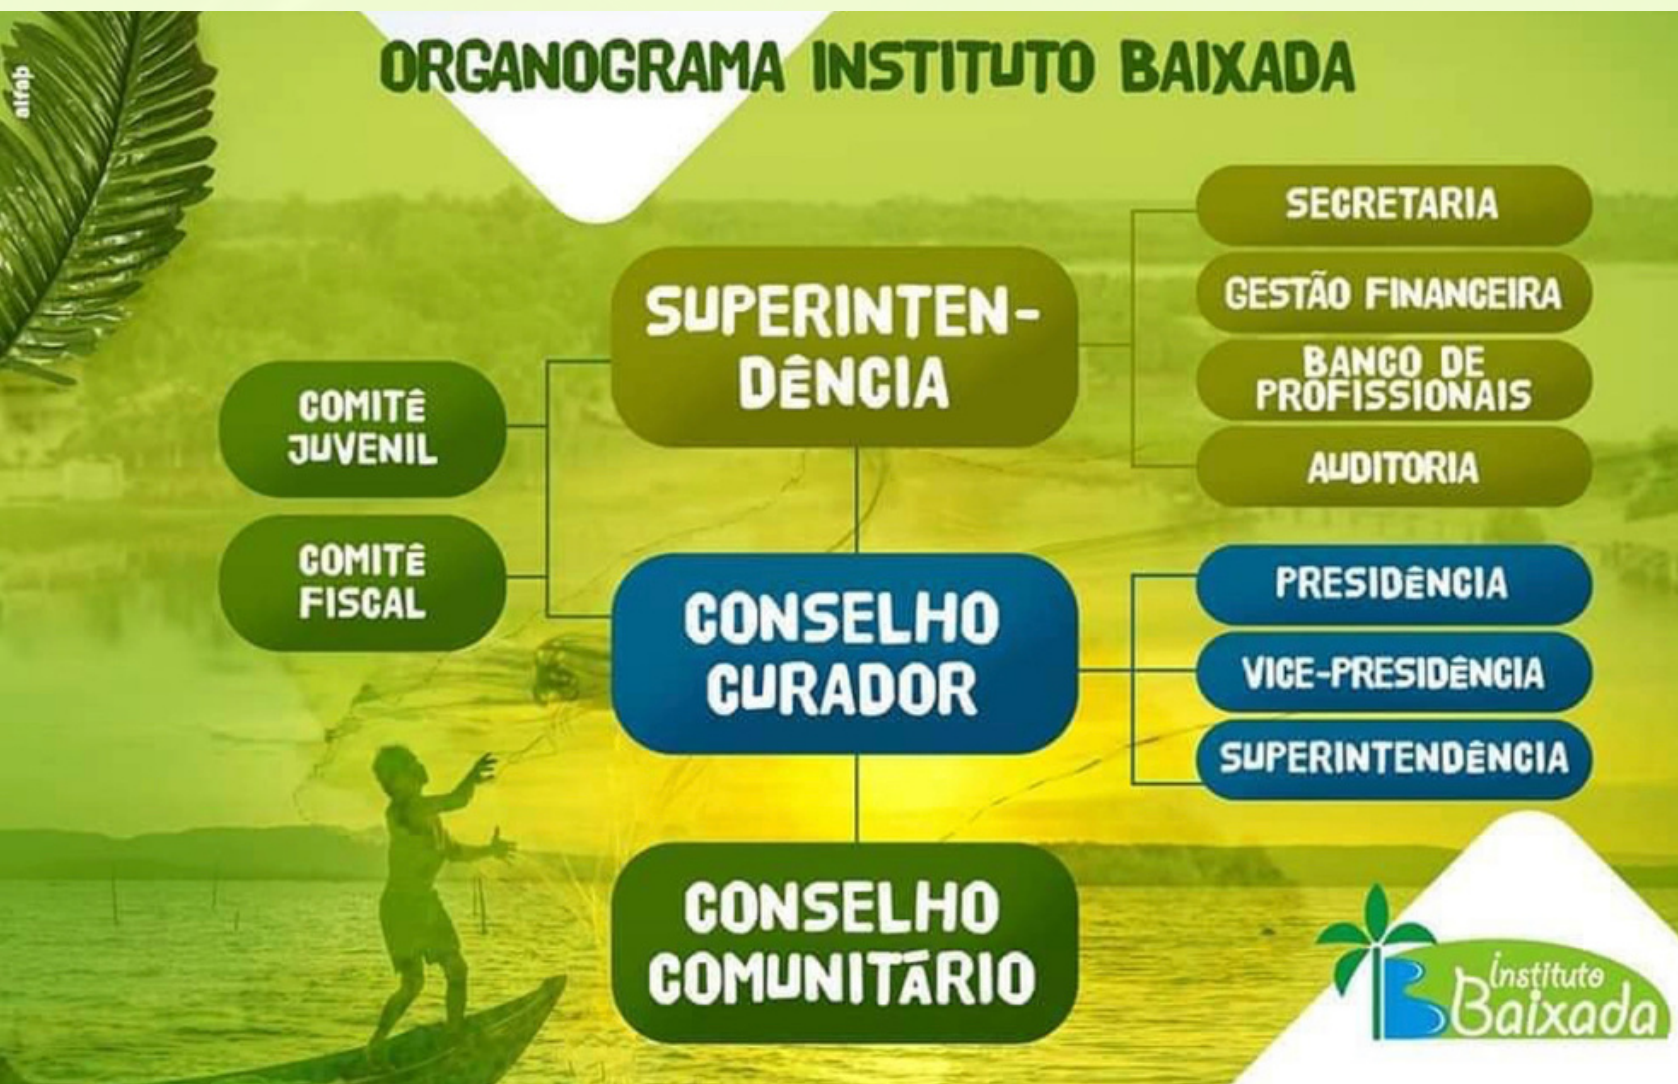 alfab
ORGANOGRAMA INSTITUTO BAIXADA
SECRETARIA
GESTÃO FINANCEIRA
BANCO DE
PROFISSIONAIS
AUDITORIA
SUPERINTEN-
DÊNCIA
COMITÊ
JUVENIL
COMITÊ
FISCAL
CONSELHO
CURADOR
PRESIDÊNCIA
VICE-PRESIDÊNCIA
SUPERINTENDÊNCIA
CONSELHO
COMUNITÁRIO
instituto
Baixada